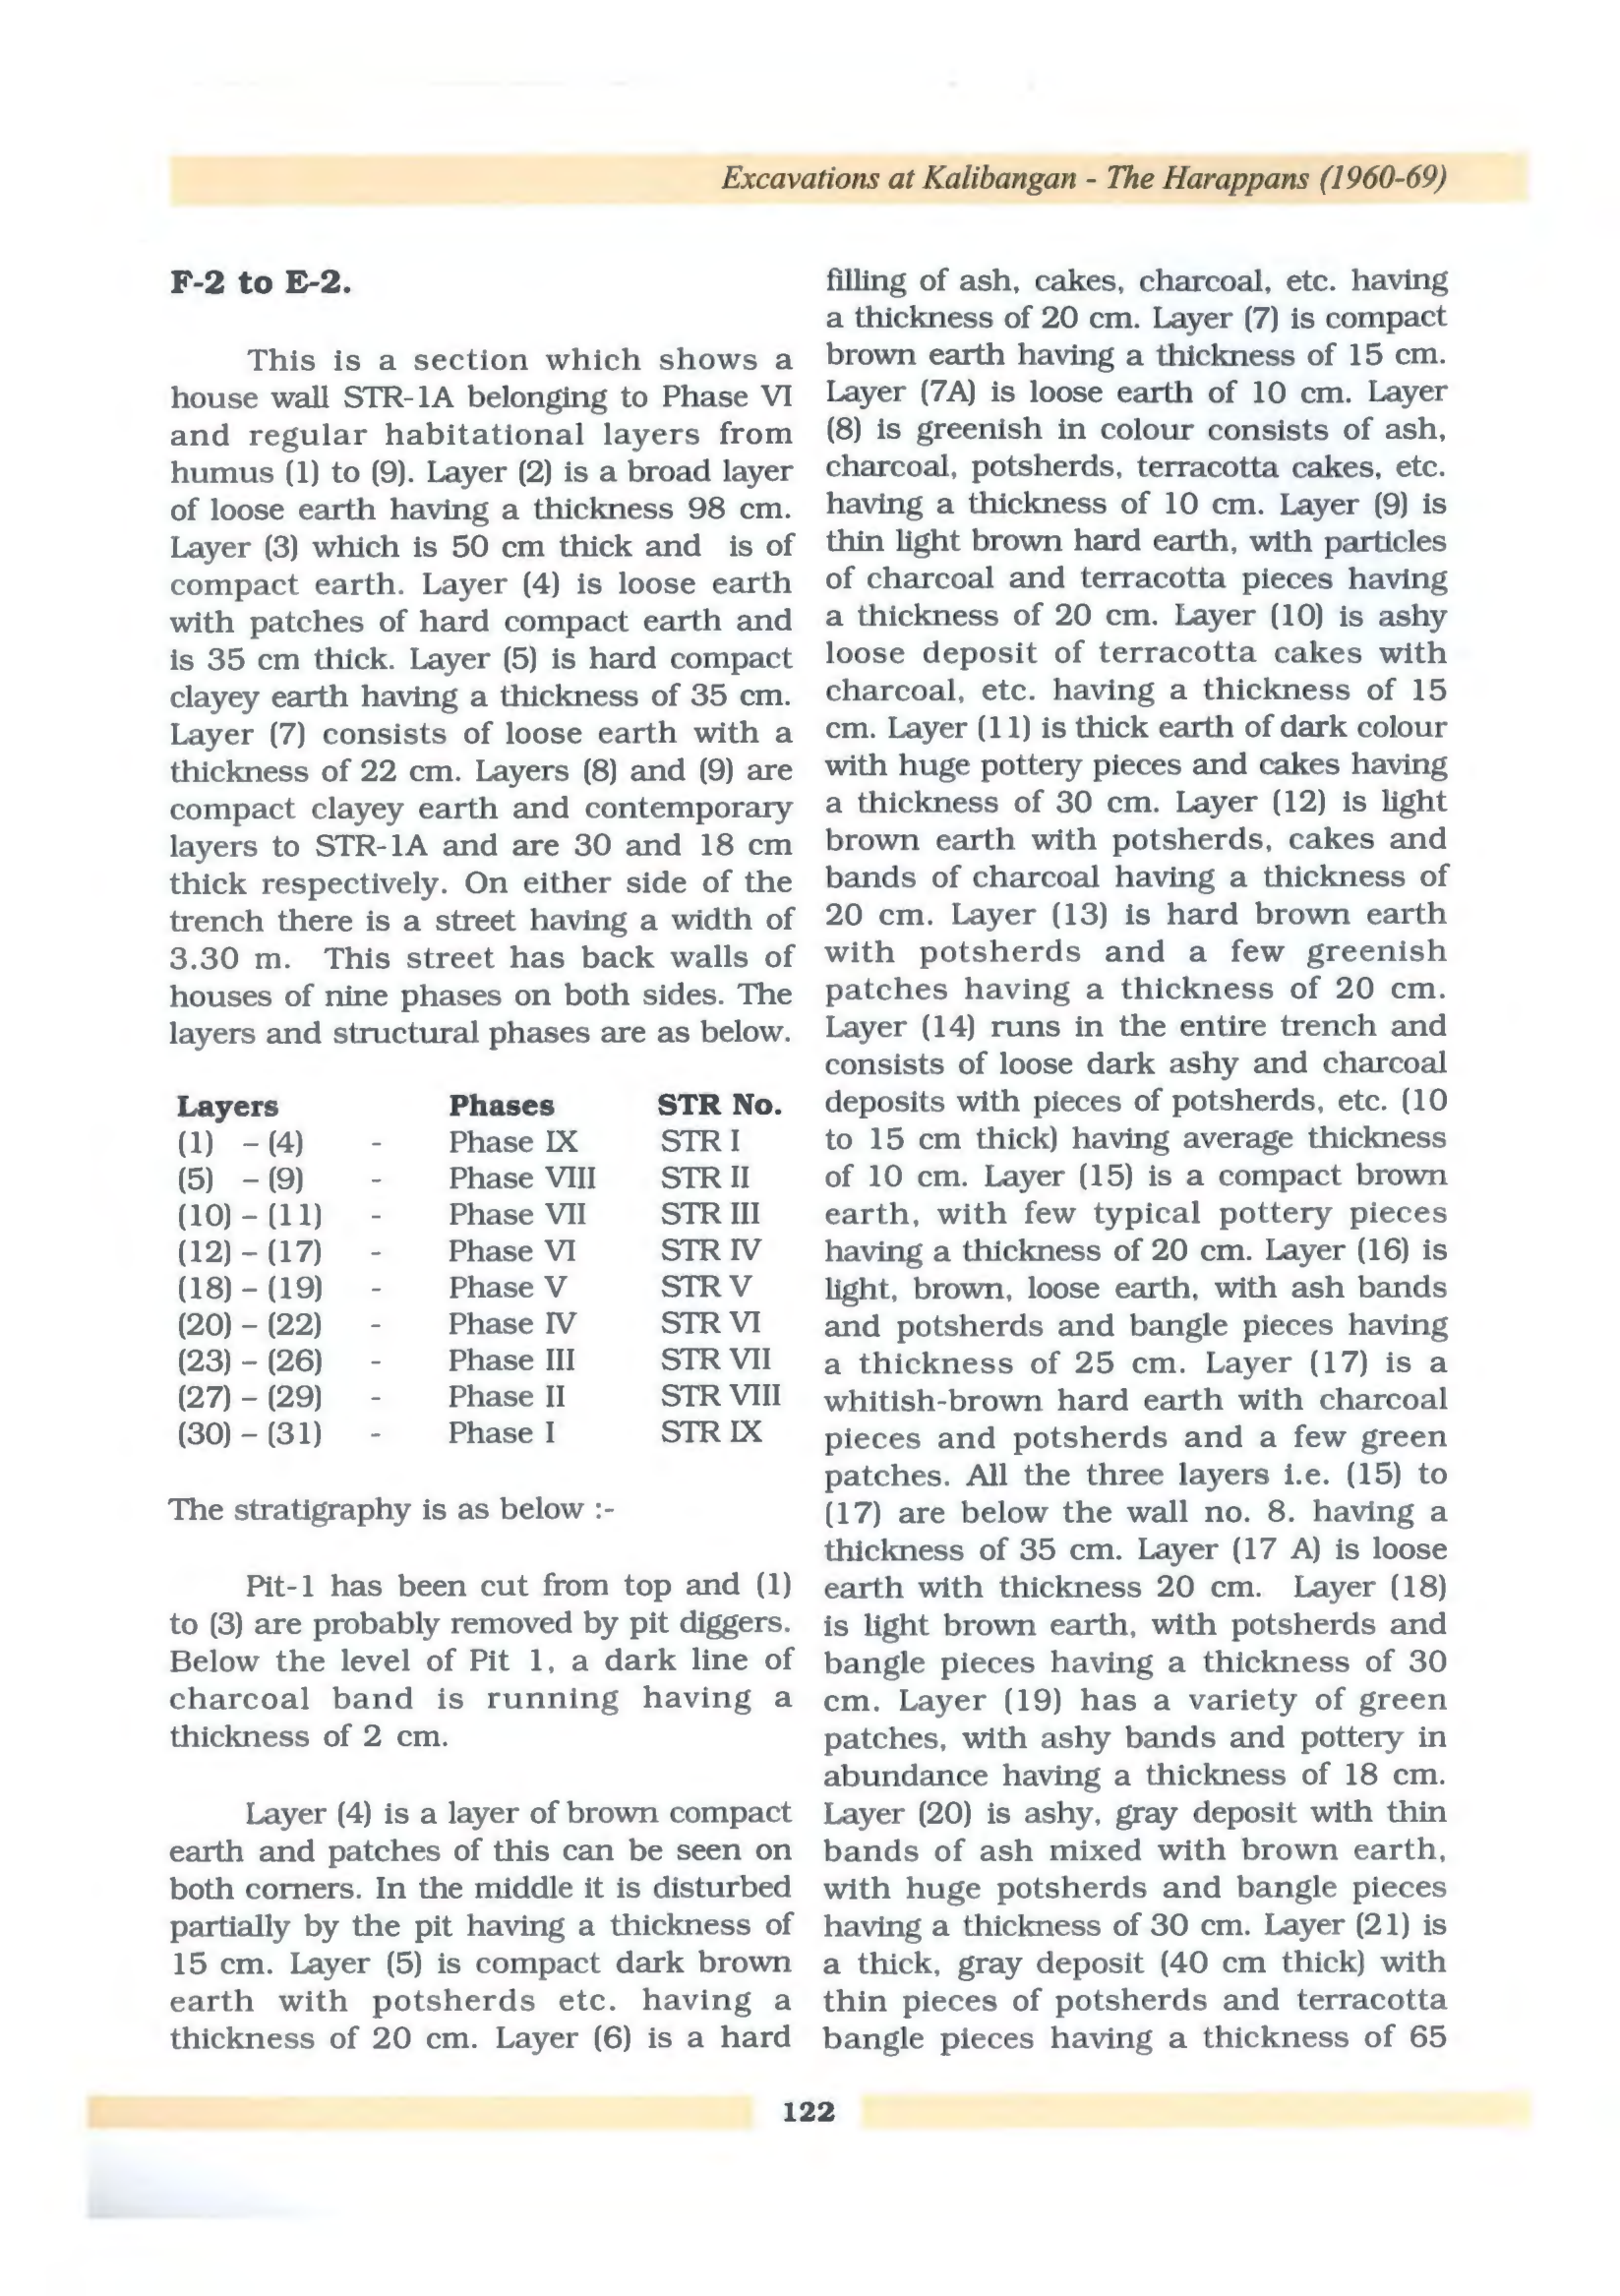 Excavations at Kalibangan - The Harappans (1960-69)
F-2 to E-2.
This is a section which shows a
house wall STR-1A belonging to Phase VI
and regular habitational layers from
humus (1) to (9). Layer (2) is a broad layer
of loose earth having a thickness 98 cm.
Layer (3) which is 50 cm thick and is of
compact earth. Layer (4) is loose earth
with patches of hard compact earth and
is 35 cm thick. Layer (5) is hard compact
clayey earth having a thickness of 35 cm.
Layer (7) consists of loose earth with a
thickness of 22 cm. Layers (8) and (9) are
compact clayey earth and contemporary
layers to STR-1A and are 30 and 18 cm
thick respectively. On either side of the
trench there is a street having a width of
3.30 m. This street has back walls of
houses of nine phases on both sides. The
layers and structural phases are as below.
Layers Phases STR No.
(1) – (4) - Phase IX STR I
(5) – (9) - Phase VIII STR II
(10) – (11) - Phase VII STR III
(12) – (17) - Phase VI STR IV
(18) – (19) - Phase V STR V
(20) – (22) - Phase IV STR VI
(23) – (26) - Phase III STR VII
(27) – (29) - Phase II STR VIII
(30) – (31) - Phase I STR IX
The stratigraphy is as below :-
Pit-1 has been cut from top and (1)
to (3) are probably removed by pit diggers.
Below the level of Pit 1, a dark line of
charcoal band is running having a
thickness of 2 cm.
Layer (4) is a layer of brown compact
earth and patches of this can be seen on
both corners. In the middle it is disturbed
partially by the pit having a thickness of
15 cm. Layer (5) is compact dark brown
earth with potsherds etc. having a
thickness of 20 cm. Layer (6) is a hard
filling of ash, cakes, charcoal, etc. having
a thickness of 20 cm. Layer (7) is compact
brown earth having a thickness of 15 cm.
Layer (7A) is loose earth of 10 cm. Layer
(8) is greenish in colour consists of ash,
charcoal, potsherds, terracotta cakes, etc.
having a thickness of 10 cm. Layer (9) is
thin light brown hard earth, with particles
of charcoal and terracotta pieces having
a thickness of 20 cm. Layer (10) is ashy
loose deposit of terracotta cakes with
charcoal, etc. having a thickness of 15
cm. Layer (11) is thick earth of dark colour
with huge pottery pieces and cakes having
a thickness of 30 cm. Layer (12) is light
brown earth with potsherds, cakes and
bands of charcoal having a thickness of
20 cm. Layer (13) is hard brown earth
with potsherds and a few greenish
patches having a thickness of 20 cm.
Layer (14) runs in the entire trench and
consists of loose dark ashy and charcoal
deposits with pieces of potsherds, etc. (10
to 15 cm thick) having average thickness
of 10 cm. Layer (15) is a compact brown
earth, with few typical pottery pieces
having a thickness of 20 cm. Layer (16) is
light, brown, loose earth, with ash bands
and potsherds and bangle pieces having
a thickness of 25 cm. Layer (17) is a
whitish-brown hard earth with charcoal
pieces and potsherds and a few green
patches. All the three layers i.e. (15) to
(17) are below the wall no. 8. having a
thickness of 35 cm. Layer (17 A) is loose
earth with thickness 20 cm. Layer (18)
is light brown earth, with potsherds and
bangle pieces having a thickness of 30
cm. Layer (19) has a variety of green
patches, with ashy bands and pottery in
abundance having a thickness of 18 cm.
Layer (20) is ashy, gray deposit with thin
bands of ash mixed with brown earth,
with huge potsherds and bangle pieces
having a thickness of 30 cm. Layer (21) is
a thick, gray deposit (40 cm thick) with
thin pieces of potsherds and terracotta
bangle pieces having a thickness of 65
122